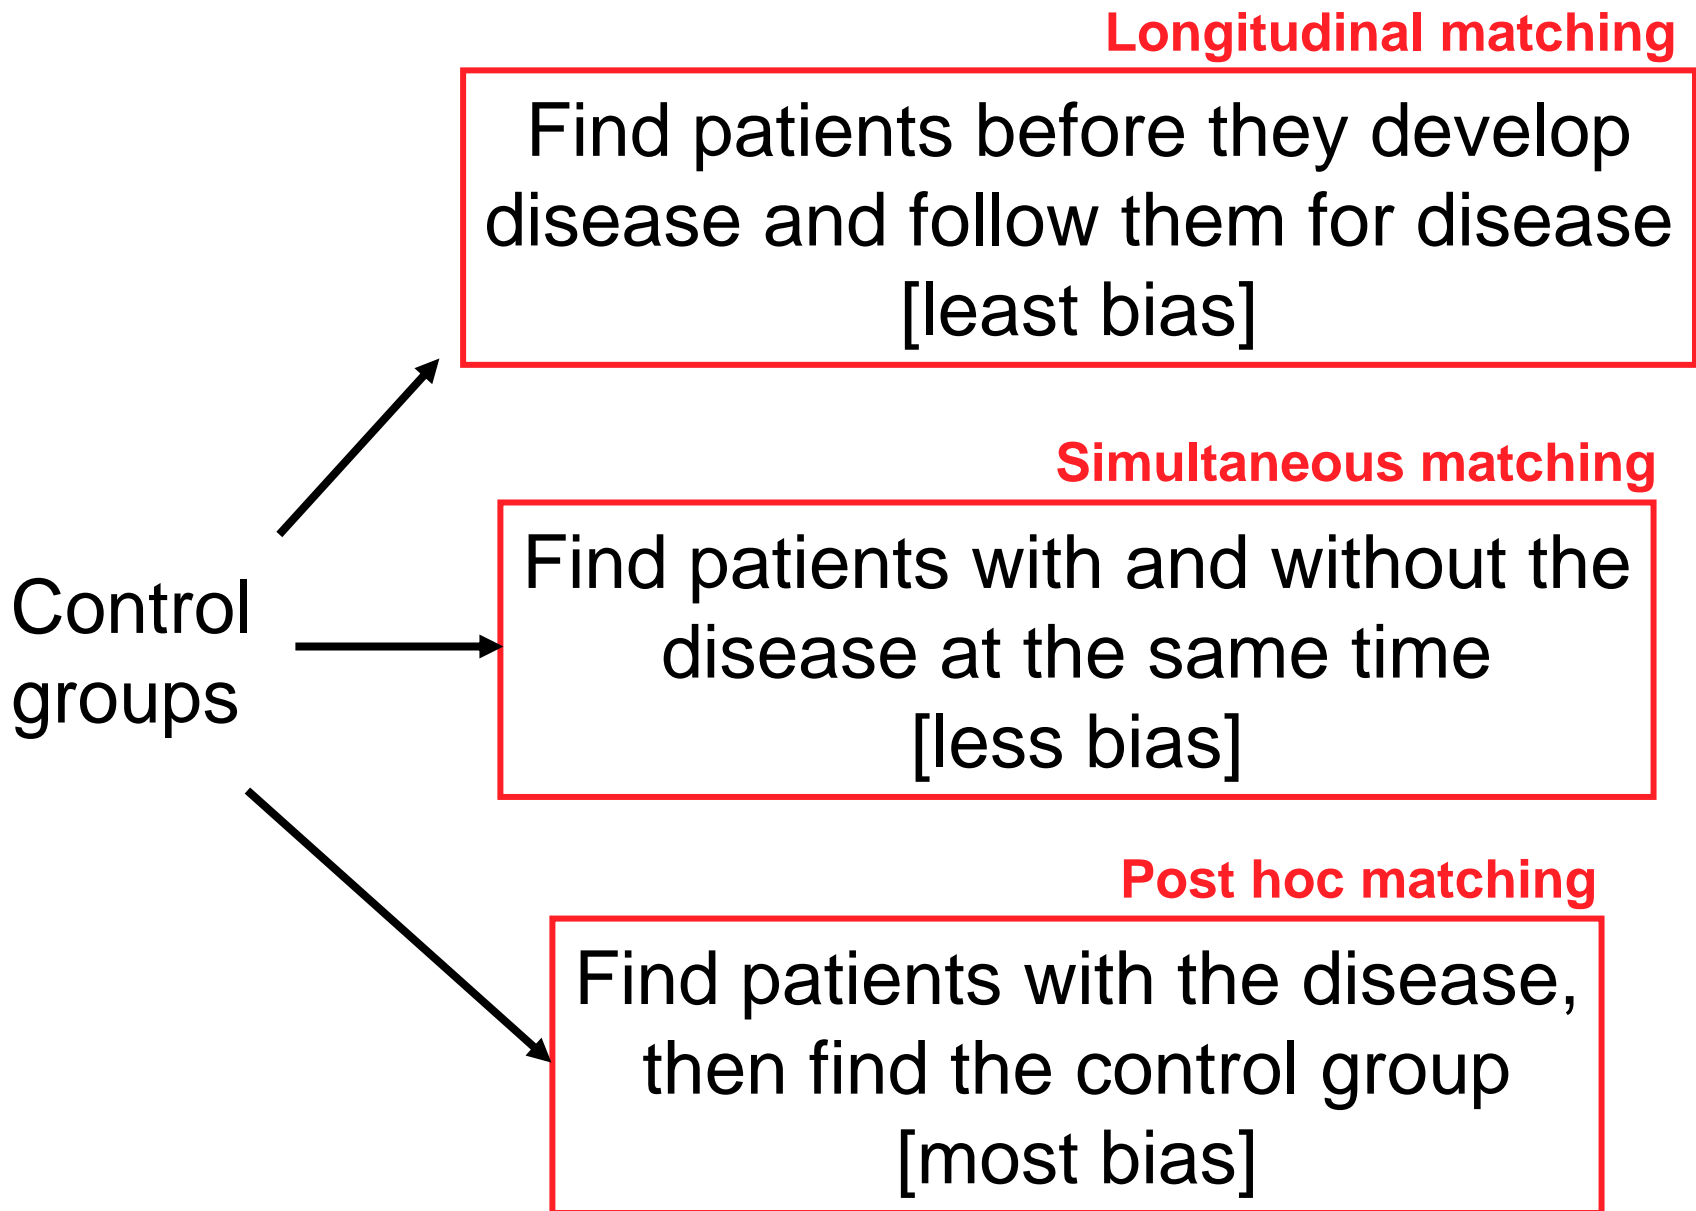 Longitudinal matching
Find patients before they develop
disease and follow them for disease
[least bias]
Simultaneous matching
Find patients with and without the
disease at the same time
[less bias]
Control
groups
Post hoc matching
Find patients with the disease,
then find the control group
[most bias]